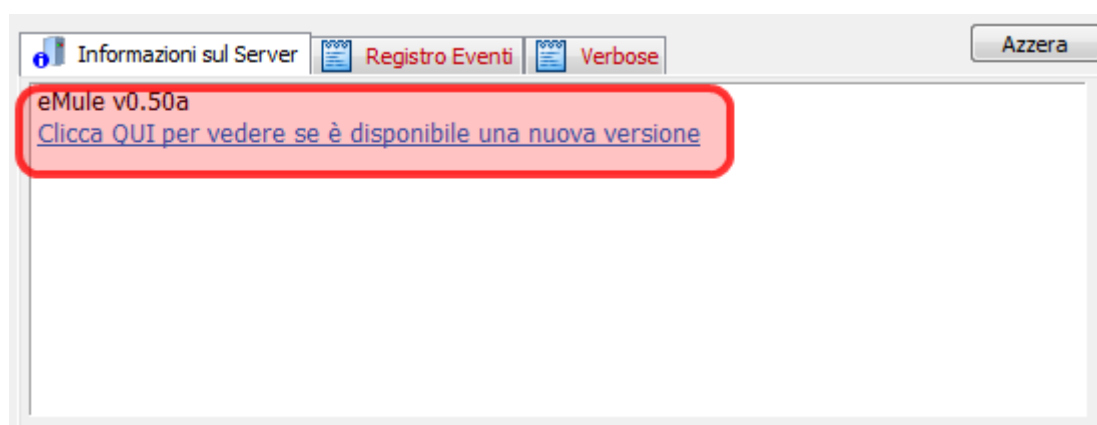 Informazioni sul Server Registro Eventi Verbose Azzera
eMule v0.50a
Clicca QUI per vedere se è disponibile una nuova versione